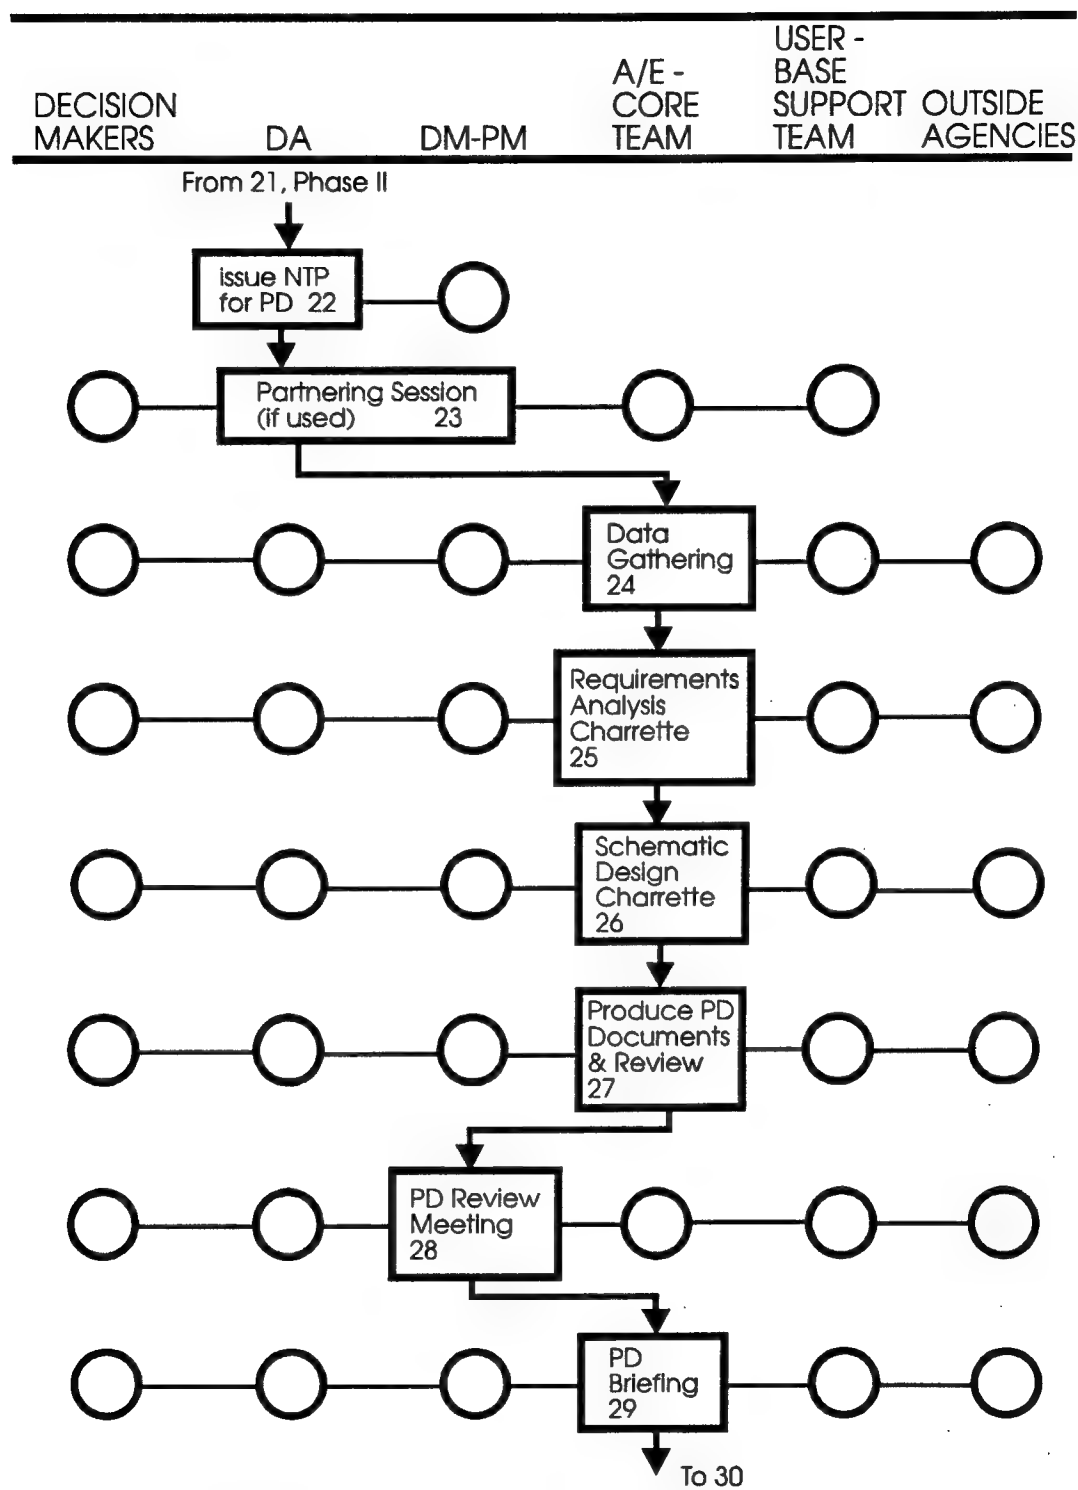 DECISION
MAKERS
DA
DM-PM
A/E -
CORE
TEAM
USER -
BASE
SUPPORT
TEAM
OUTSIDE
AGENCIES
From 21, Phase II
Issue NTP
for PD 22
Partnering Session
(if used) 23
Data
Gathering
24
Requirements
Analysis
Charrette
25
Schematic
Design
Charrette
26
Produce PD
Documents
& Review
27
PD Review
Meeting
28
PD
Briefing
29
To 30